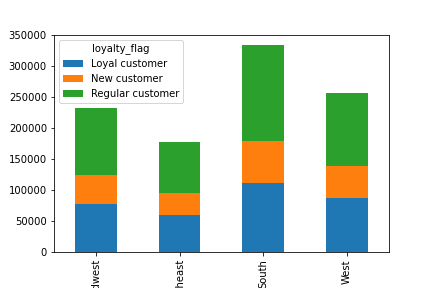 350000
300000
250000
200000
150000
100000
50000
0
loyalty_flag
Loyal customer
New customer
Regular customer
dwest
heast
South
West